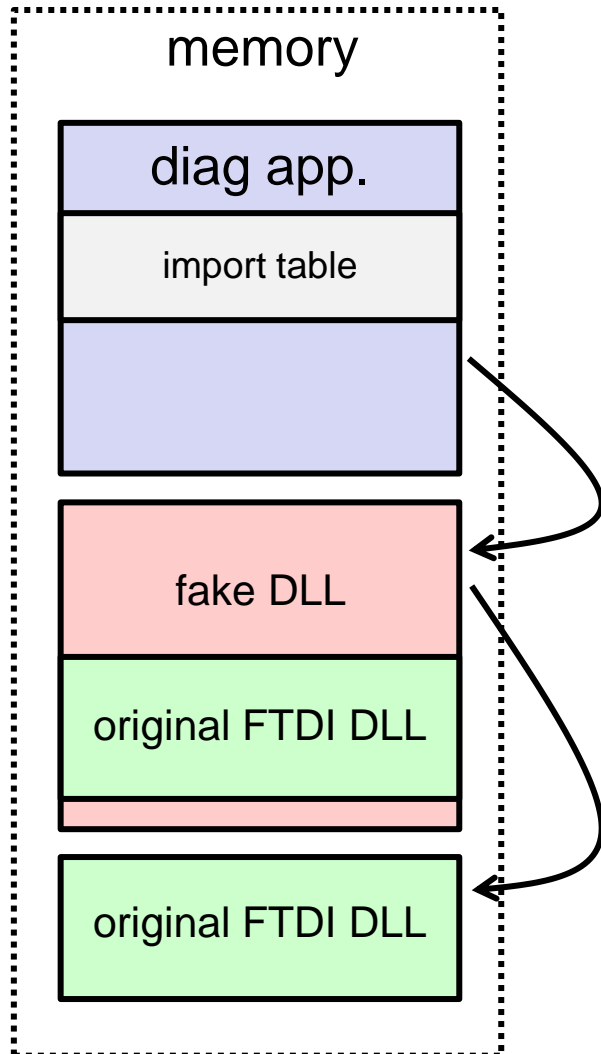 memory
diag app.
import table
fake DLL
original FTDI DLL
original FTDI DLL